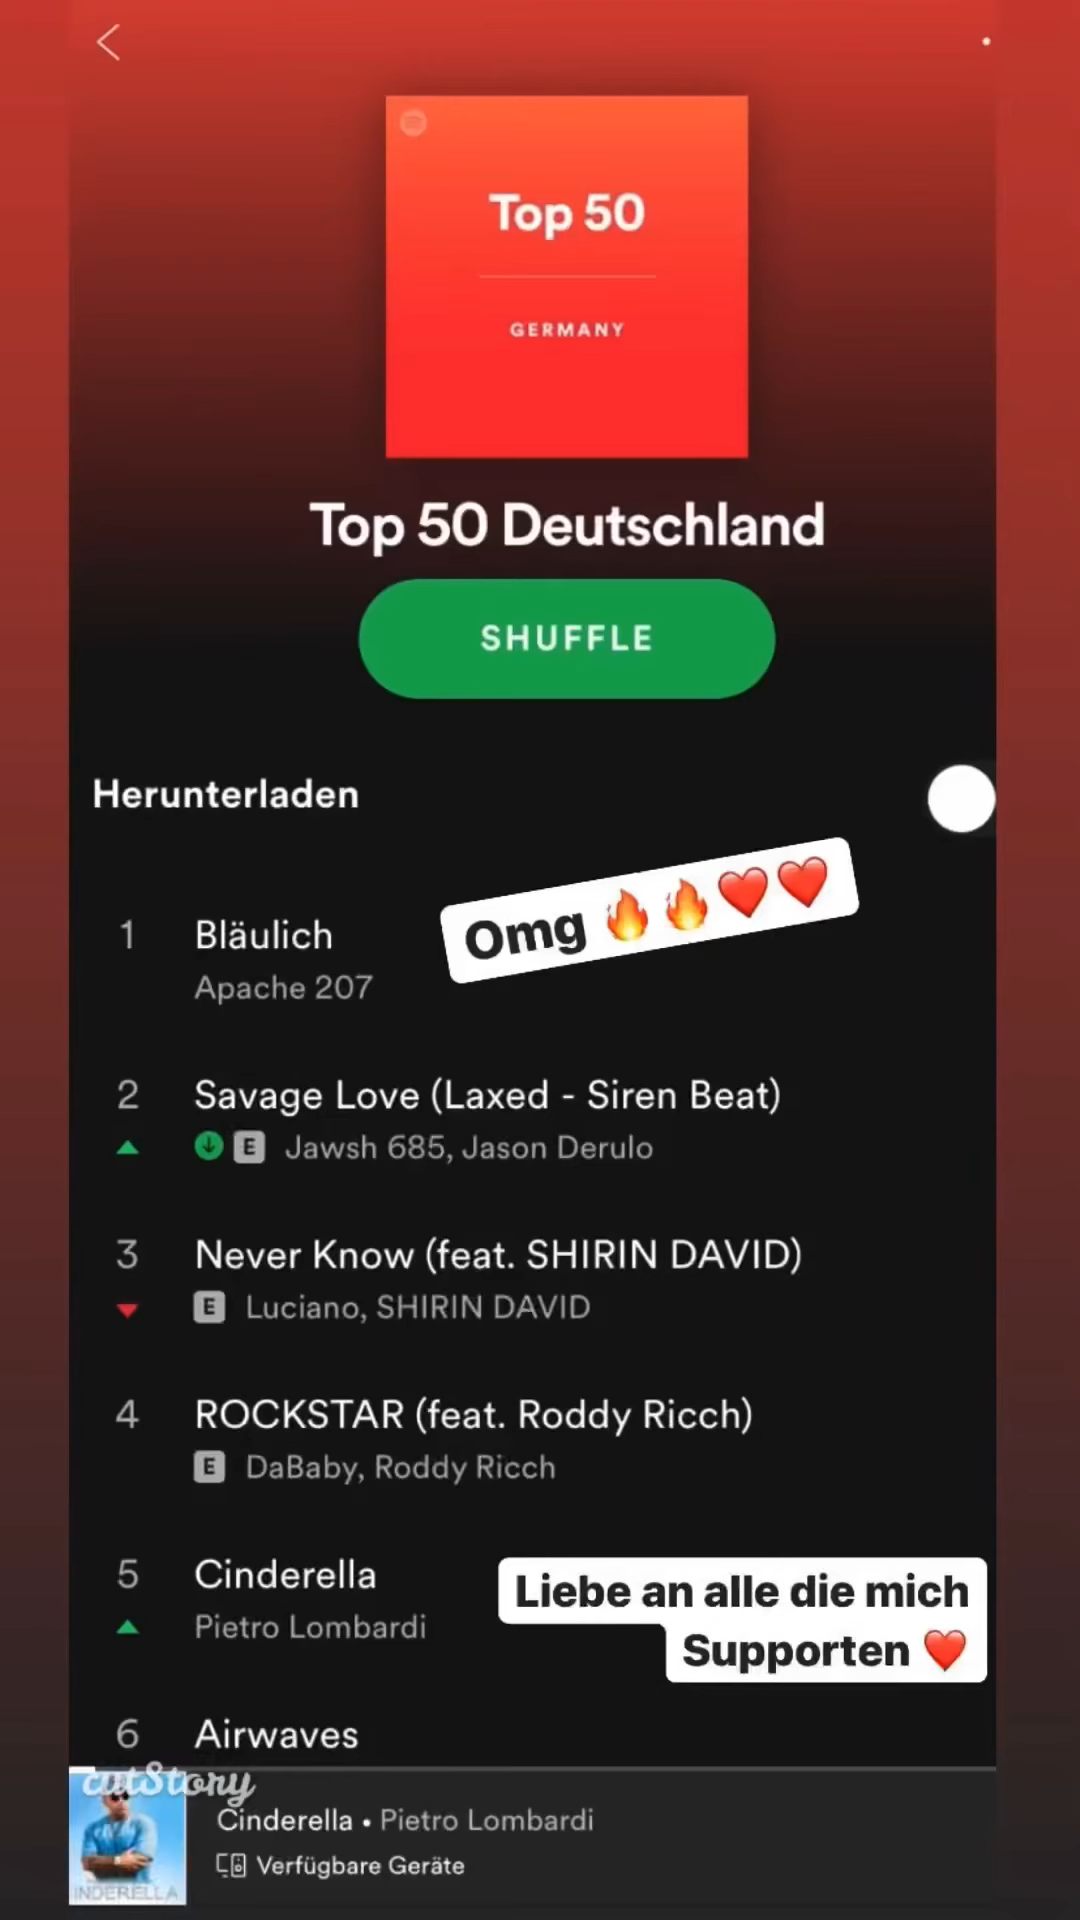 Top 50
GERMANY
Top 50 Deutschland
SHUFFLE
Herunterladen
Omg 🔥🔥❤️❤️
1 Bläulich
Apache 207
2 Savage Love (Laxed - Siren Beat)
E Jawsh 685, Jason Derulo
3 Never Know (feat. SHIRIN DAVID)
E Luciano, SHIRIN DAVID
4 ROCKSTAR (feat. Roddy Ricch)
E DaBaby, Roddy Ricch
5 Cinderella
Pietro Lombardi
Liebe an alle die mich
Supporten ❤️
6 Airwaves
cutStory
Cinderella • Pietro Lombardi
Verfügbare Geräte
INDERELLA